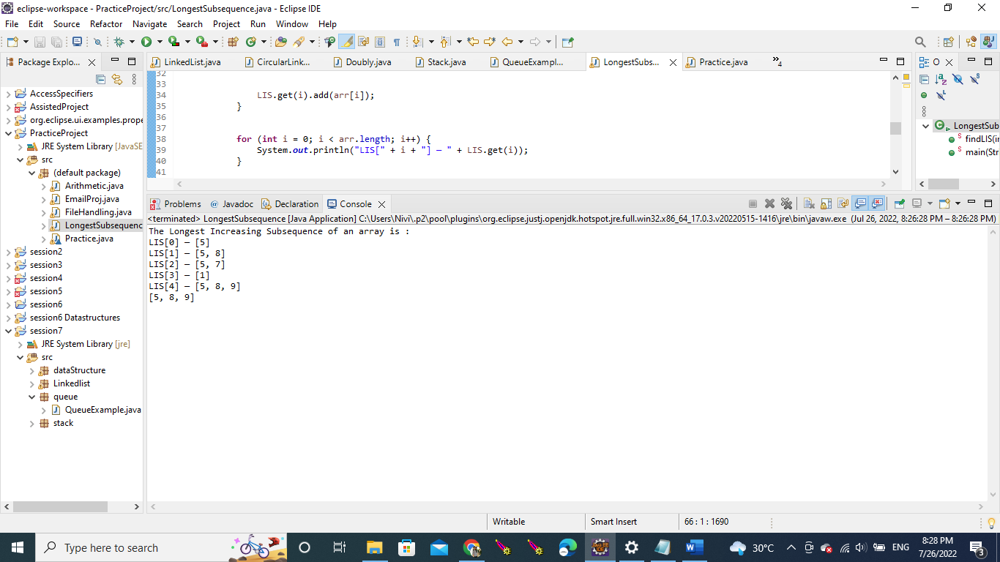 eclipse-workspace - PracticeProject/src/LongestSubsequence.java - Eclipse IDE
File Edit Source Refactor Navigate Search Project Run Window Help
Package Explo...
AccessSpecifiers
AssistedProject
org.eclipse.ui.examples.prope
PracticeProject
JRE System Library [JavaSE
src
(default package)
Arithmetic.java
EmailProj.java
FileHandling.java
LongestSubsequenc
Practice.java
session2
session3
session4
session5
session6
session6 Datastructures
session7
JRE System Library [jre]
src
dataStructure
Linkedlist
queue
QueueExample.java
stack
LinkedList.java CircularLink... Doubly.java Stack.java QueueExampl... LongestSubs... Practice.java »4
32
33
34 LIS.get(i).add(arr[i]);
35 }
36
37
38 for (int i = 0; i < arr.length; i++) {
39 System.out.println("LIS[" + i + "] — " + LIS.get(i));
40 }
41
O
LongestSub
findLIS(in
main(Str
Problems @ Javadoc Declaration Console
<terminated> LongestSubsequence [Java Application] C:\Users\Nivi\.p2\pool\plugins\org.eclipse.justj.openjdk.hotspot.jre.full.win32.x86_64_17.0.3.v20220515-1416\jre\bin\javaw.exe (Jul 26, 2022, 8:26:28 PM – 8:26:28 PM)
The Longest Increasing Subsequence of an array is :
LIS[0] — [5]
LIS[1] — [5, 8]
LIS[2] — [5, 7]
LIS[3] — [1]
LIS[4] — [5, 8, 9]
[5, 8, 9]
Writable Smart Insert 66 : 1 : 1690
Type here to search
30°C ENG
8:28 PM
7/26/2022
3